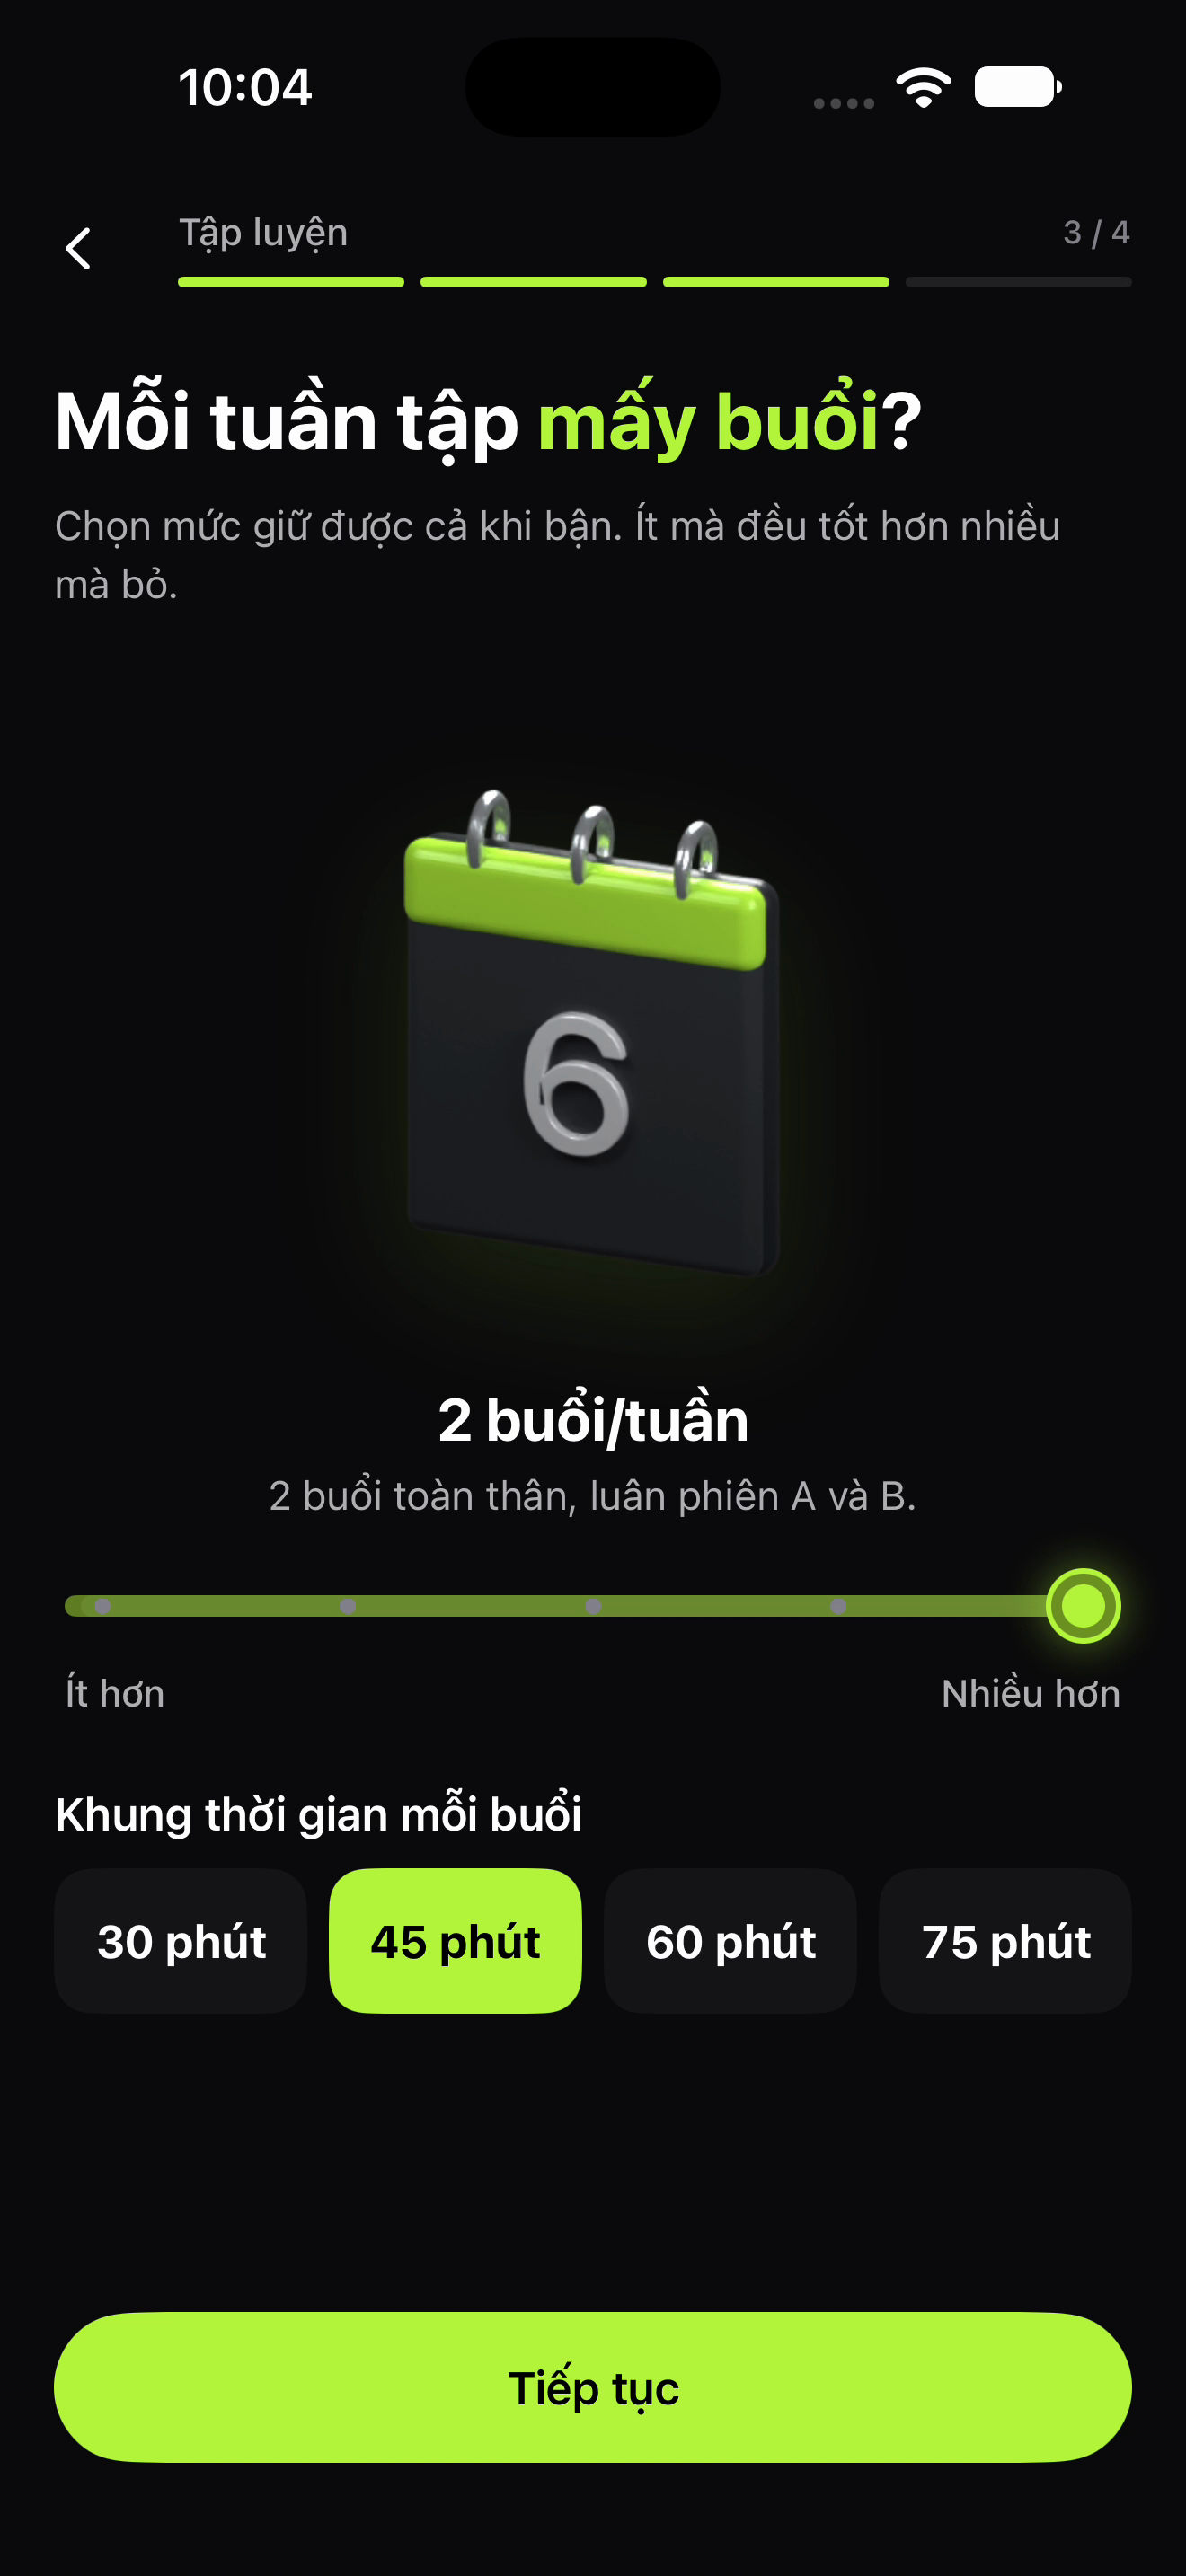 10:04
Tập luyện
3 / 4
Mỗi tuần tập mấy buổi?
Chọn mức giữ được cả khi bận. Ít mà đều tốt hơn nhiều
mà bỏ.
6
2 buổi/tuần
2 buổi toàn thân, luân phiên A và B.
Ít hơn
Nhiều hơn
Khung thời gian mỗi buổi
30 phút
45 phút
60 phút
75 phút
Tiếp tục